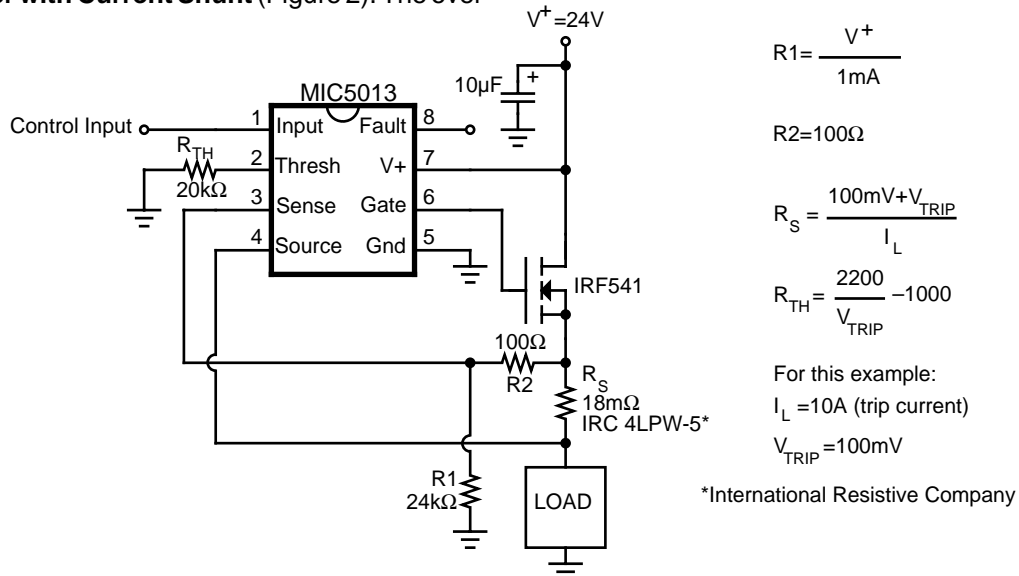 with Current Shunt (Figure 2). The over-
V+=24V
10µF +
MIC5013
Control Input 1 Input Fault 8
RTH
20kΩ
2 Thresh V+ 7
3 Sense Gate 6
4 Source Gnd 5
IRF541
100Ω
R2
RS
18mΩ
IRC 4LPW-5*
R1
24kΩ
LOAD
R1= V+ / 1mA
R2=100Ω
RS = 100mV+VTRIP / IL
RTH= 2200 / VTRIP –1000
For this example:
IL =10A (trip current)
VTRIP=100mV
*International Resistive Company